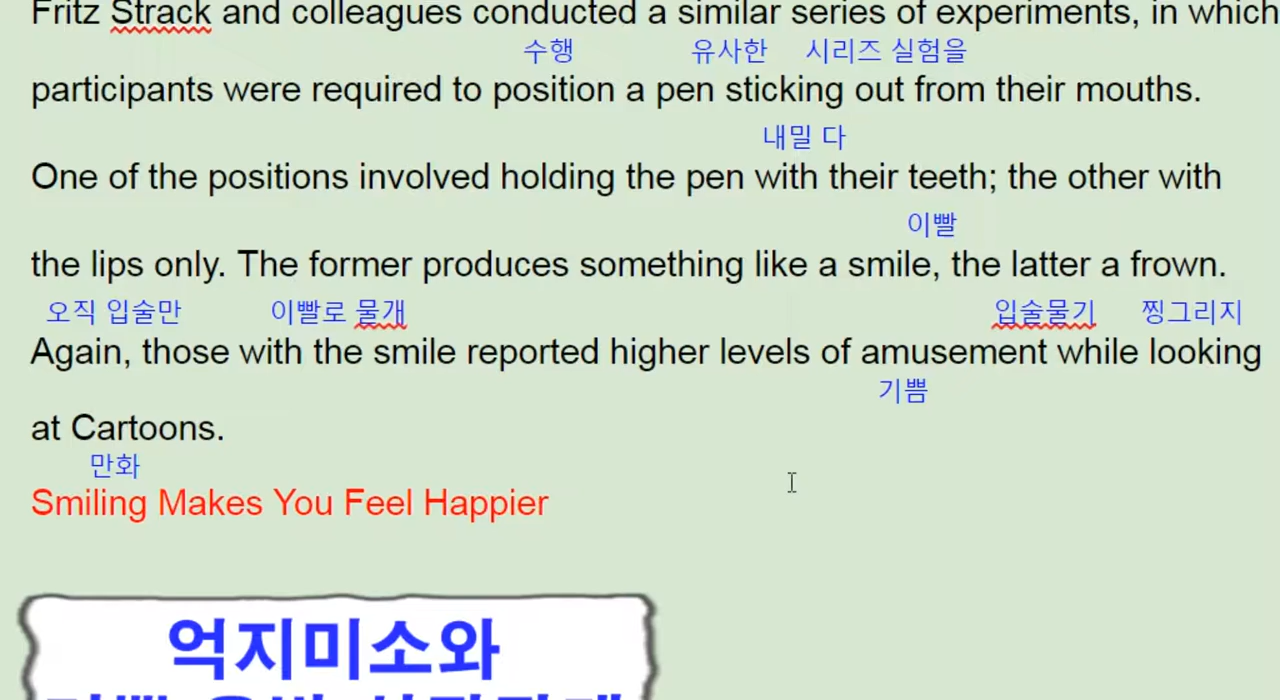 Fritz Strack and colleagues conducted a similar series of experiments, in which
수행 유사한 시리즈 실험을
participants were required to position a pen sticking out from their mouths.
내밀 다
One of the positions involved holding the pen with their teeth; the other with
이빨
the lips only. The former produces something like a smile, the latter a frown.
오직 입술만 이빨로 물개 입술물기 찡그리지
Again, those with the smile reported higher levels of amusement while looking
기쁨
at Cartoons.
만화
Smiling Makes You Feel Happier
억지미소와